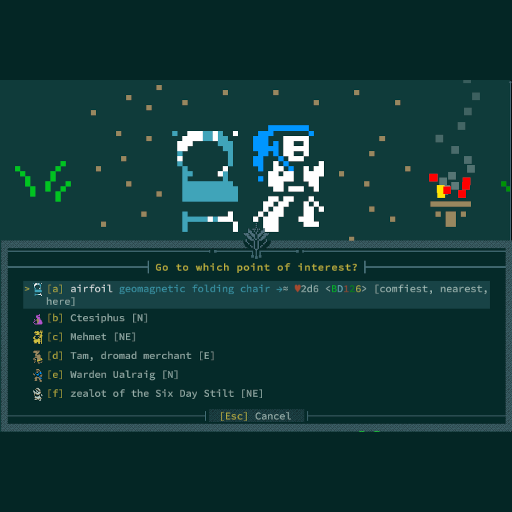 Go to which point of interest?
> [a] airfoil geomagnetic folding chair →= ♥2d6 <BD126> [comfiest, nearest,
here]
[b] Ctesiphus [N]
[c] Mehmet [NE]
[d] Tam, dromad merchant [E]
[e] Warden Ualraig [N]
[f] zealot of the Six Day Stilt [NE]
[Esc] Cancel